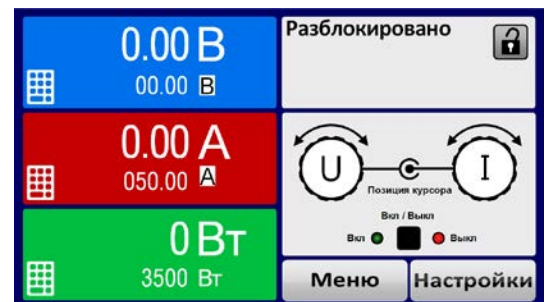 0.00 В
00.00 В
0.00 А
050.00 А
0 Вт
3500 Вт
Разблокировано
U
I
Позиция курсора
Вкл / Выкл
Вкл
Выкл
Меню
Настройки